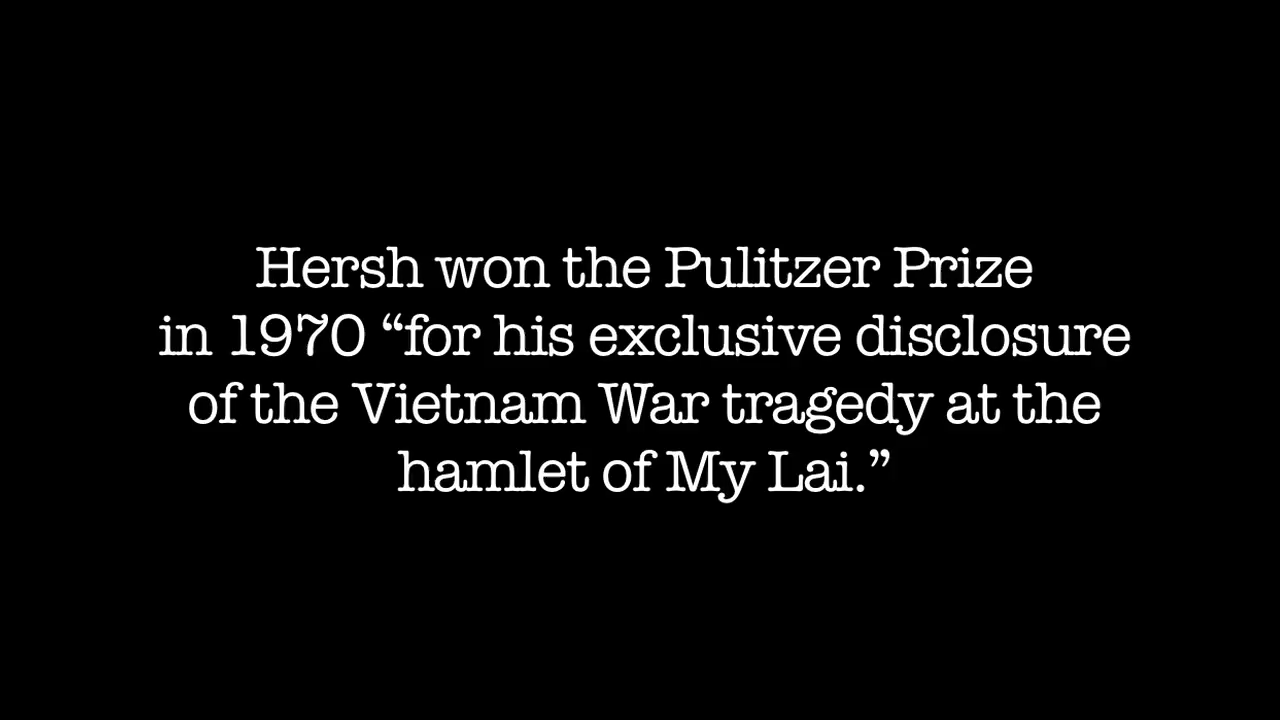 Hersh won the Pulitzer Prize
in 1970 “for his exclusive disclosure
of the Vietnam War tragedy at the
hamlet of My Lai.”